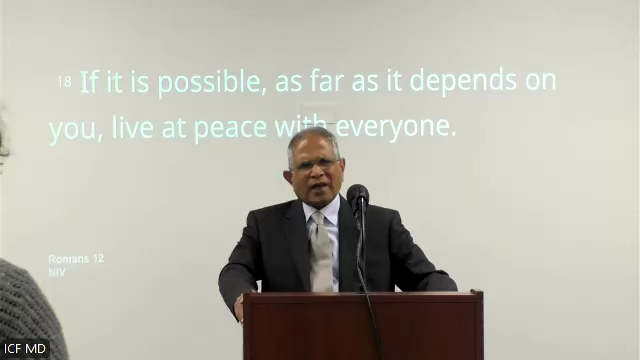 18 If it is possible, as far as it depends on
you, live at peace with everyone.
Romans 12
NIV
ICF MD